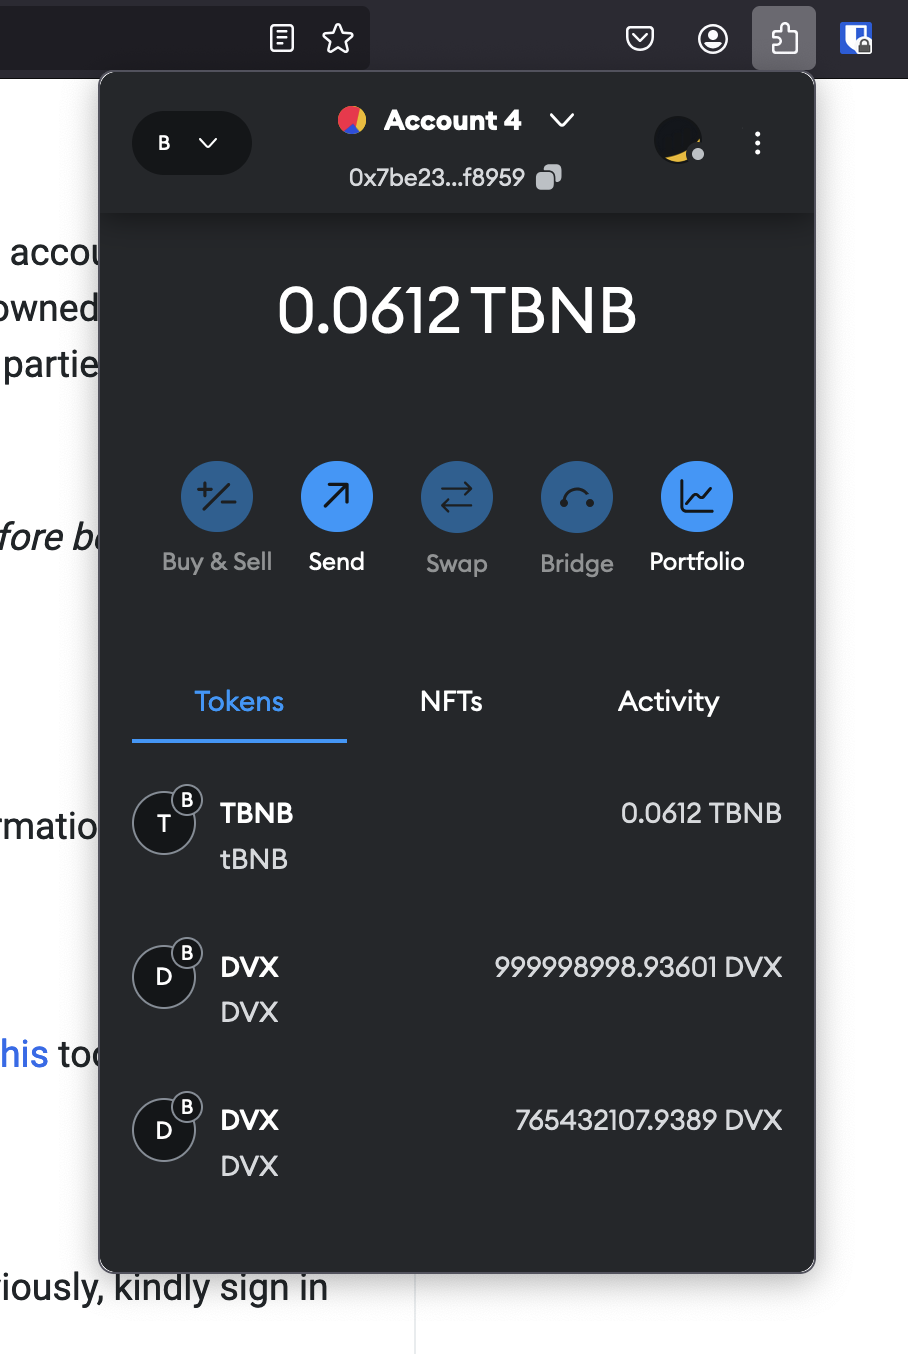 B
Account 4
0x7be23...f8959
accou
owned
partie
0.0612 TBNB
fore b
Buy & Sell
Send
Swap
Bridge
Portfolio
Tokens
NFTs
Activity
rmatio
T
B
TBNB
0.0612 TBNB
tBNB
D
B
DVX
999998998.93601 DVX
DVX
his too
D
B
DVX
765432107.9389 DVX
DVX
iously, kindly sign in